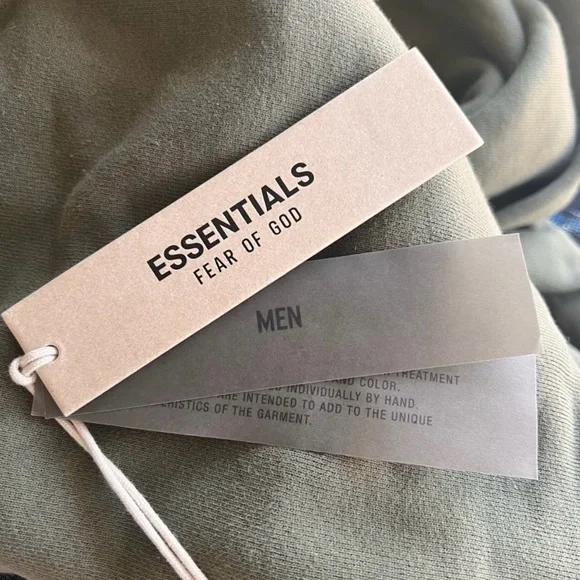 ESSENTIALS
FEAR OF GOD
MEN
TREATMENT
AND COLOR.
INDIVIDUALLY BY HAND.
ARE INTENDED TO ADD TO THE UNIQUE
OF THE GARMENT.